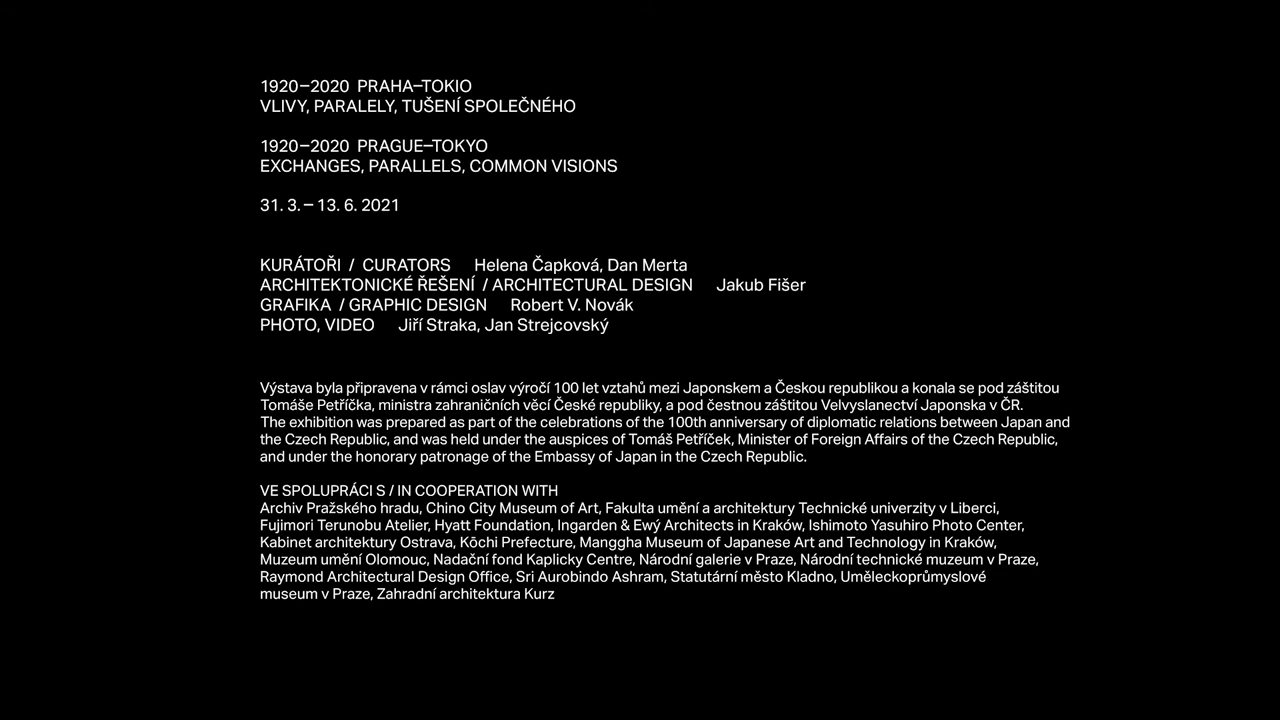 1920–2020 PRAHA–TOKIO
VLIVY, PARALELY, TUŠENÍ SPOLEČNÉHO
1920–2020 PRAGUE–TOKYO
EXCHANGES, PARALLELS, COMMON VISIONS
31. 3. – 13. 6. 2021
KURÁTOŘI / CURATORS Helena Čapková, Dan Merta
ARCHITEKTONICKÉ ŘEŠENÍ / ARCHITECTURAL DESIGN Jakub Fišer
GRAFIKA / GRAPHIC DESIGN Robert V. Novák
PHOTO, VIDEO Jiří Straka, Jan Strejcovský
Výstava byla připravena v rámci oslav výročí 100 let vztahů mezi Japonskem a Českou republikou a konala se pod záštitou
Tomáše Petříčka, ministra zahraničních věcí České republiky, a pod čestnou záštitou Velvyslanectví Japonska v ČR.
The exhibition was prepared as part of the celebrations of the 100th anniversary of diplomatic relations between Japan and
the Czech Republic, and was held under the auspices of Tomáš Petříček, Minister of Foreign Affairs of the Czech Republic,
and under the honorary patronage of the Embassy of Japan in the Czech Republic.
VE SPOLUPRÁCI S / IN COOPERATION WITH
Archiv Pražského hradu, Chino City Museum of Art, Fakulta umění a architektury Technické univerzity v Liberci,
Fujimori Terunobu Atelier, Hyatt Foundation, Ingarden & Ewý Architects in Kraków, Ishimoto Yasuhiro Photo Center,
Kabinet architektury Ostrava, Kōchi Prefecture, Manggha Museum of Japanese Art and Technology in Kraków,
Muzeum umění Olomouc, Nadační fond Kaplicky Centre, Národní galerie v Praze, Národní technické muzeum v Praze,
Raymond Architectural Design Office, Sri Aurobindo Ashram, Statutární město Kladno, Uměleckoprůmyslové
museum v Praze, Zahradní architektura Kurz